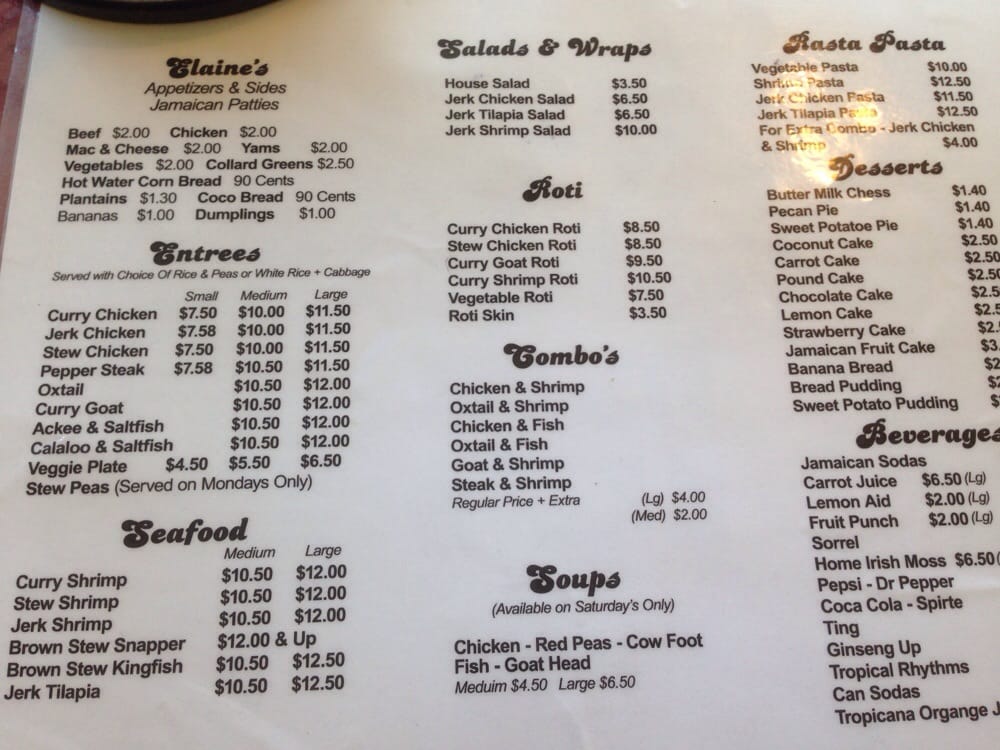 Elaine's
Appetizers & Sides
Jamaican Patties
Beef $2.00 Chicken $2.00
Mac & Cheese $2.00 Yams $2.00
Vegetables $2.00 Collard Greens $2.50
Hot Water Corn Bread 90 Cents
Plantains $1.30 Coco Bread 90 Cents
Bananas $1.00 Dumplings $1.00
Entrees
Served with Choice Of Rice & Peas or White Rice + Cabbage
Small Medium Large
Curry Chicken $7.50 $10.00 $11.50
Jerk Chicken $7.58 $10.00 $11.50
Stew Chicken $7.50 $10.00 $11.50
Pepper Steak $7.58 $10.50 $11.50
Oxtail $10.50 $12.00
Curry Goat $10.50 $12.00
Ackee & Saltfish $10.50 $12.00
Calaloo & Saltfish $10.50 $12.00
Veggie Plate $4.50 $5.50 $6.50
Stew Peas (Served on Mondays Only)
Seafood
Medium Large
Curry Shrimp $10.50 $12.00
Stew Shrimp $10.50 $12.00
Jerk Shrimp $10.50 $12.00
Brown Stew Snapper $12.00 & Up
Brown Stew Kingfish $10.50 $12.50
Jerk Tilapia $10.50 $12.50
Salads & Wraps
House Salad $3.50
Jerk Chicken Salad $6.50
Jerk Tilapia Salad $6.50
Jerk Shrimp Salad $10.00
Roti
Curry Chicken Roti $8.50
Stew Chicken Roti $8.50
Curry Goat Roti $9.50
Curry Shrimp Roti $10.50
Vegetable Roti $7.50
Roti Skin $3.50
Combo's
Chicken & Shrimp
Oxtail & Shrimp
Chicken & Fish
Oxtail & Fish
Goat & Shrimp
Steak & Shrimp
Regular Price + Extra (Lg) $4.00
(Med) $2.00
Soups
(Available on Saturday's Only)
Chicken - Red Peas - Cow Foot
Fish - Goat Head
Meduim $4.50 Large $6.50
Rasta Pasta
Vegetable Pasta $10.00
Shrimp Pasta $12.50
Jerk Chicken Pasta $11.50
Jerk Tilapia Pasta $12.50
For Extra Combo - Jerk Chicken
& Shrimp $4.00
Desserts
Butter Milk Chess $1.40
Pecan Pie $1.40
Sweet Potatoe Pie $1.40
Coconut Cake $2.50
Carrot Cake $2.50
Pound Cake $2.50
Chocolate Cake $2.5
Lemon Cake $2.5
Strawberry Cake $2.
Jamaican Fruit Cake $3.
Banana Bread $2
Bread Pudding $2
Sweet Potato Pudding
Beverages
Jamaican Sodas
Carrot Juice $6.50 (Lg)
Lemon Aid $2.00 (Lg)
Fruit Punch $2.00 (Lg)
Sorrel
Home Irish Moss $6.50(
Pepsi - Dr Pepper
Coca Cola - Spirte
Ting
Ginseng Up
Tropical Rhythms
Can Sodas
Tropicana Organge J